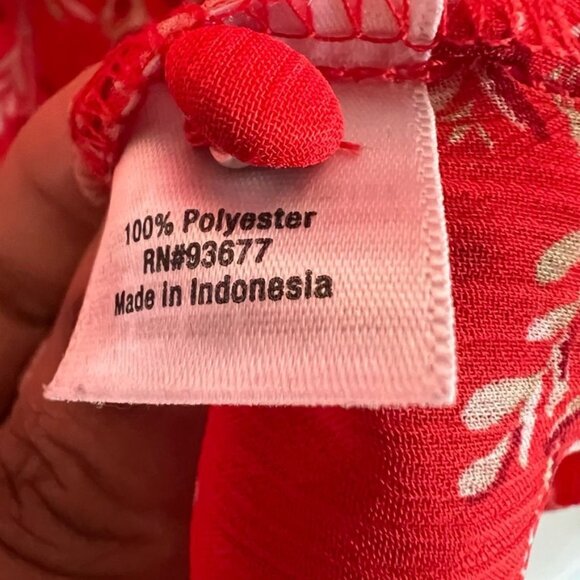 100% Polyester
RN#93677
Made in Indonesia